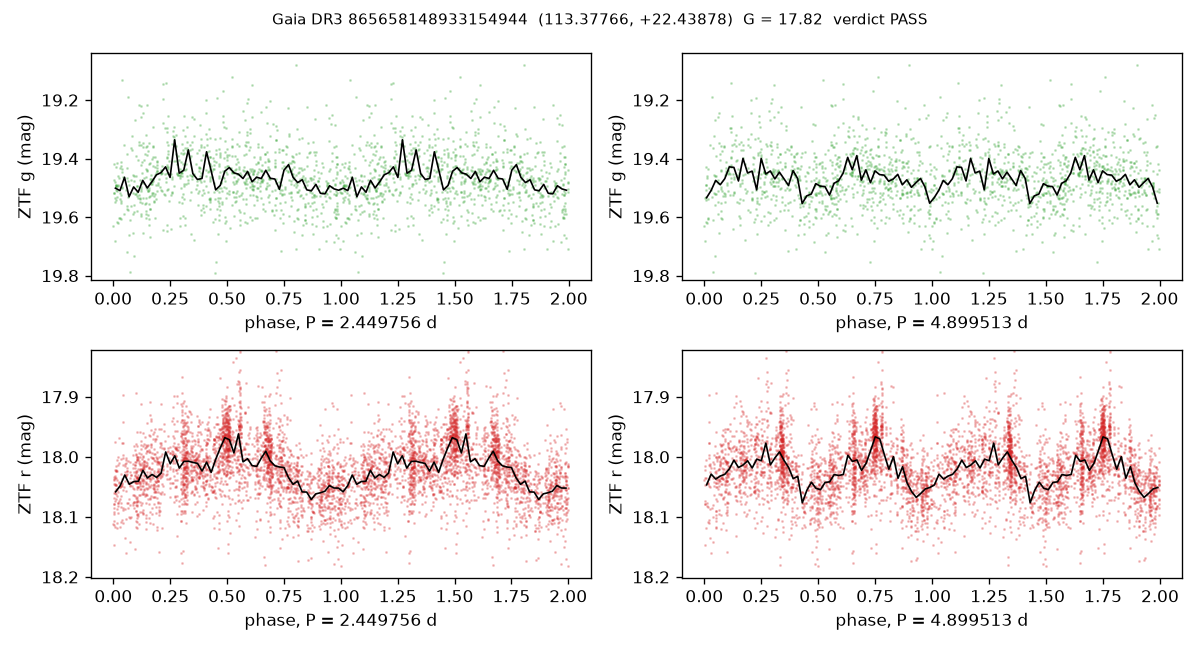 Gaia DR3 865658148933154944 (113.37766, +22.43878) G = 17.82 verdict PASS
ZTF g (mag)
19.2
19.4
19.6
19.8
0.00 0.25 0.50 0.75 1.00 1.25 1.50 1.75 2.00
phase, P = 2.449756 d
ZTF g (mag)
19.2
19.4
19.6
19.8
0.00 0.25 0.50 0.75 1.00 1.25 1.50 1.75 2.00
phase, P = 4.899513 d
ZTF r (mag)
17.9
18.0
18.1
18.2
0.00 0.25 0.50 0.75 1.00 1.25 1.50 1.75 2.00
phase, P = 2.449756 d
ZTF r (mag)
17.9
18.0
18.1
18.2
0.00 0.25 0.50 0.75 1.00 1.25 1.50 1.75 2.00
phase, P = 4.899513 d